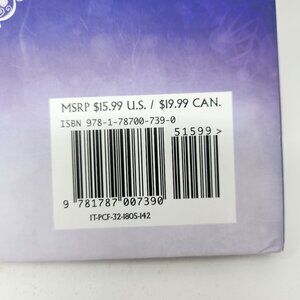 MSRP $15.99 U.S. / $19.99 CAN.
ISBN 978-1-78700-739-0
51599>
9 781787 007390
IT-PCF-32-1805-142